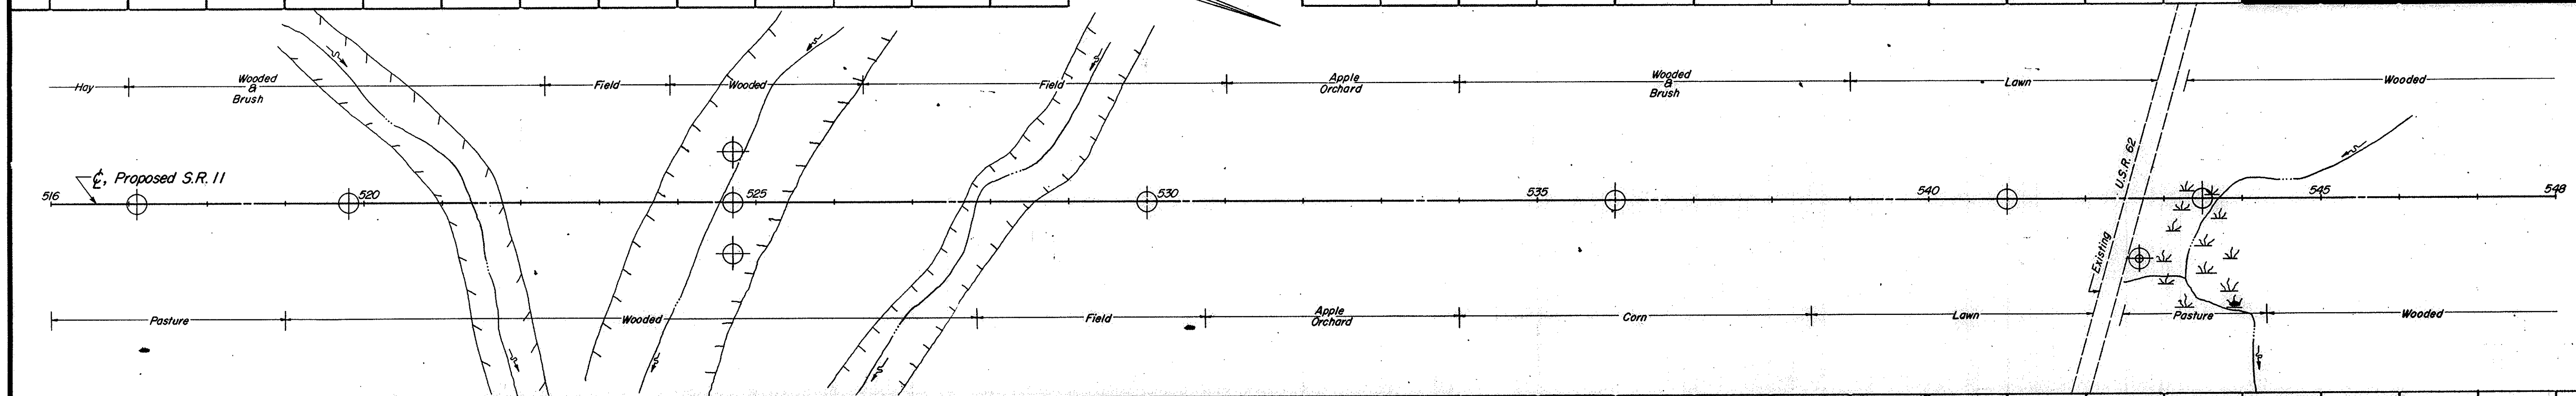 Hay
Wooded
&
Brush
Field
Wooded
Field
Apple
Orchard
Wooded
&
Brush
Lawn
Wooded
℄, Proposed S.R. 11
516
520
525
530
535
540
545
548
Existing U.S.R. 62
Pasture
Wooded
Field
Apple
Orchard
Corn
Lawn
Pasture
Wooded